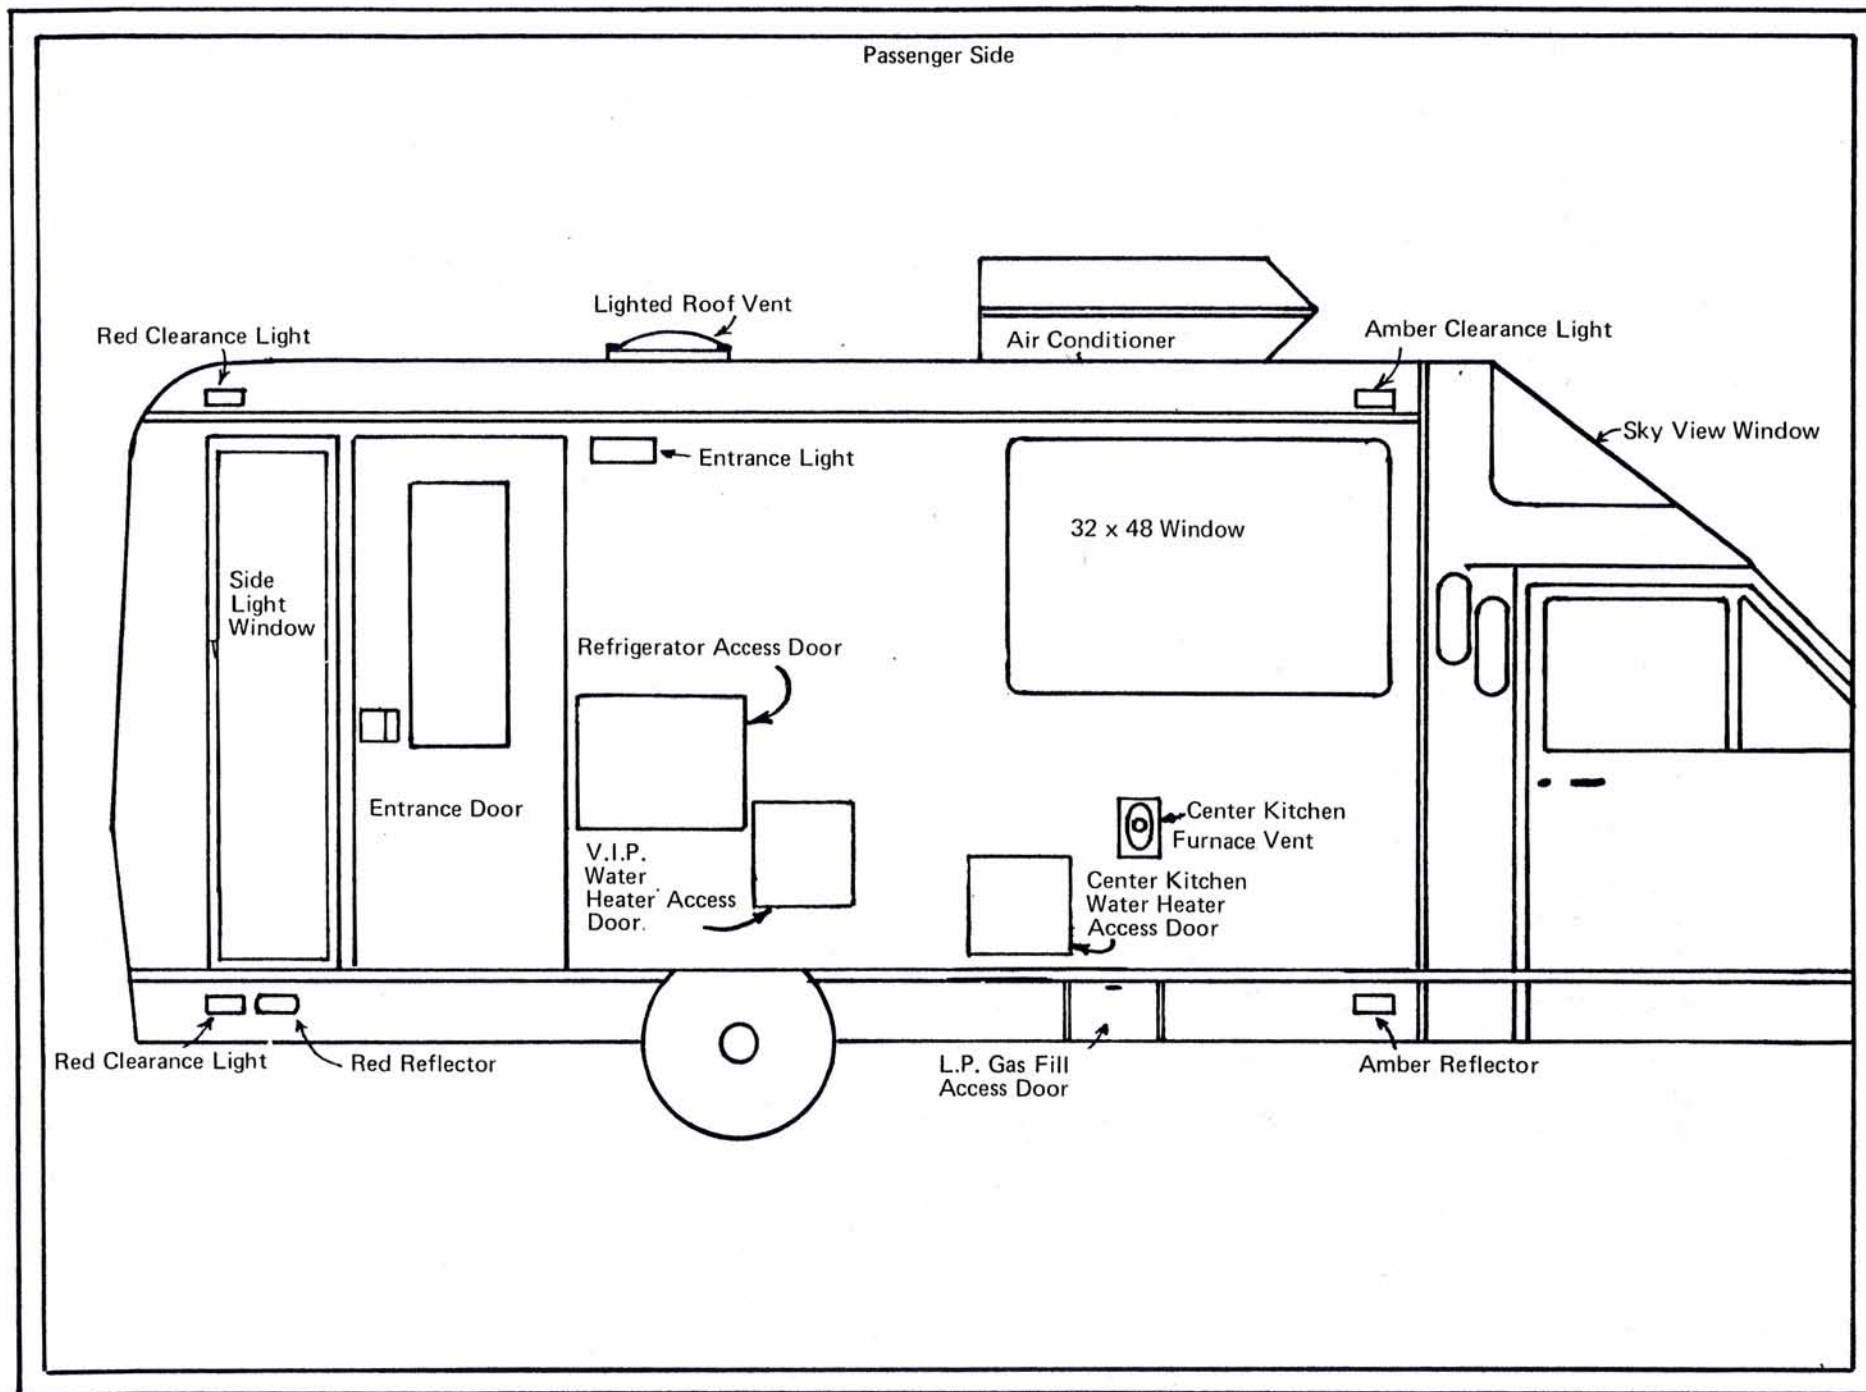 Passenger Side
Lighted Roof Vent
Red Clearance Light
Air Conditioner
Amber Clearance Light
Sky View Window
Entrance Light
32 x 48 Window
Side
Light
Window
Refrigerator Access Door
Entrance Door
Center Kitchen
Furnace Vent
V.I.P.
Water
Heater Access
Door.
Center Kitchen
Water Heater
Access Door
Red Clearance Light
Red Reflector
L.P. Gas Fill
Access Door
Amber Reflector